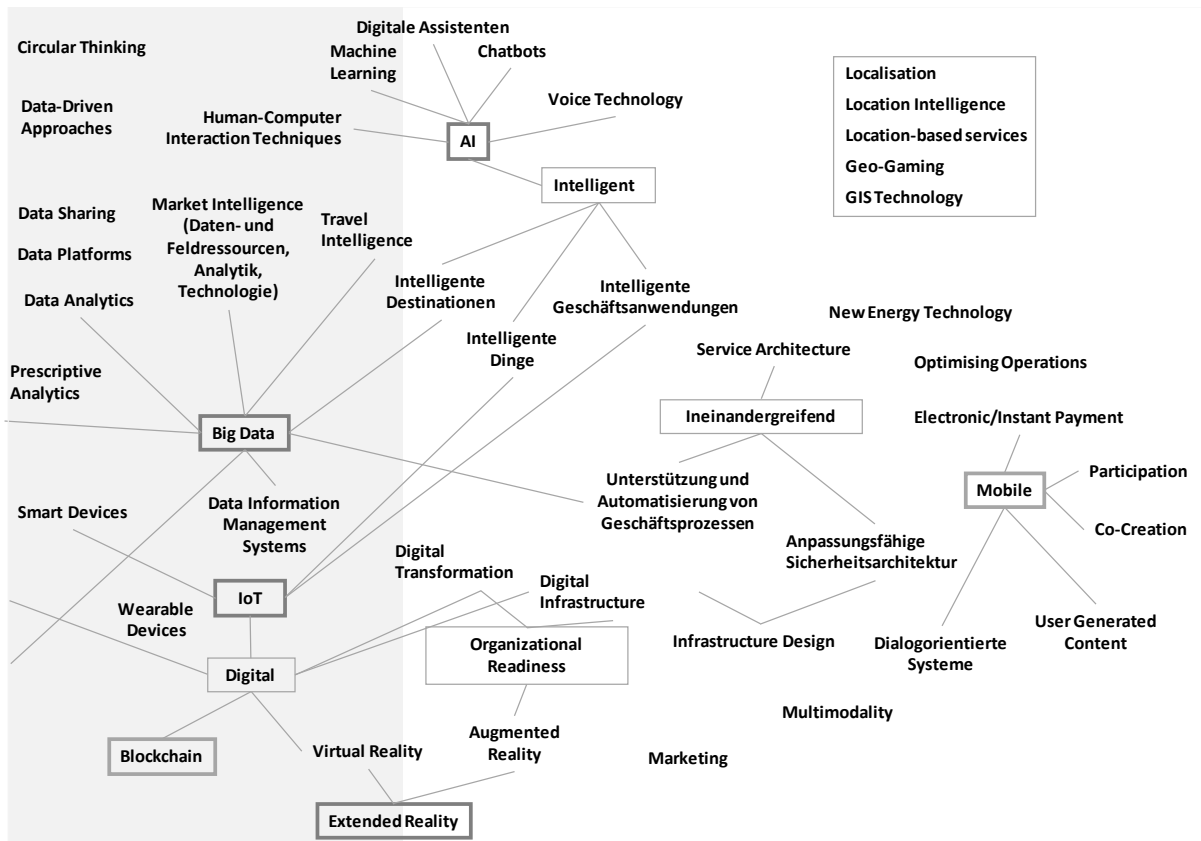 Digitale Assistenten
Circular Thinking
Machine
Learning
Chatbots
Localisation
Location Intelligence
Location-based services
Geo-Gaming
GIS Technology
Data-Driven
Approaches
Human-Computer
Interaction Techniques
Voice Technology
AI
Intelligent
Data Sharing
Data Platforms
Data Analytics
Market Intelligence
(Daten- und
Feldressourcen,
Analytik,
Technologie)
Travel
Intelligence
Intelligente
Destinationen
Intelligente
Geschäftsanwendungen
Intelligente
Dinge
New Energy Technology
Service Architecture
Optimising Operations
Prescriptive
Analytics
Big Data
Ineinandergreifend
Electronic/Instant Payment
Participation
Mobile
Co-Creation
Smart Devices
Data Information
Management
Systems
Unterstützung und
Automatisierung von
Geschäftsprozessen
Anpassungsfähige
Sicherheitsarchitektur
Digital
Transformation
Digital
Infrastructure
IoT
Wearable
Devices
Organizational
Readiness
Infrastructure Design
Dialogorientierte
Systeme
User Generated
Content
Digital
Multimodality
Blockchain
Virtual Reality
Augmented
Reality
Marketing
Extended Reality